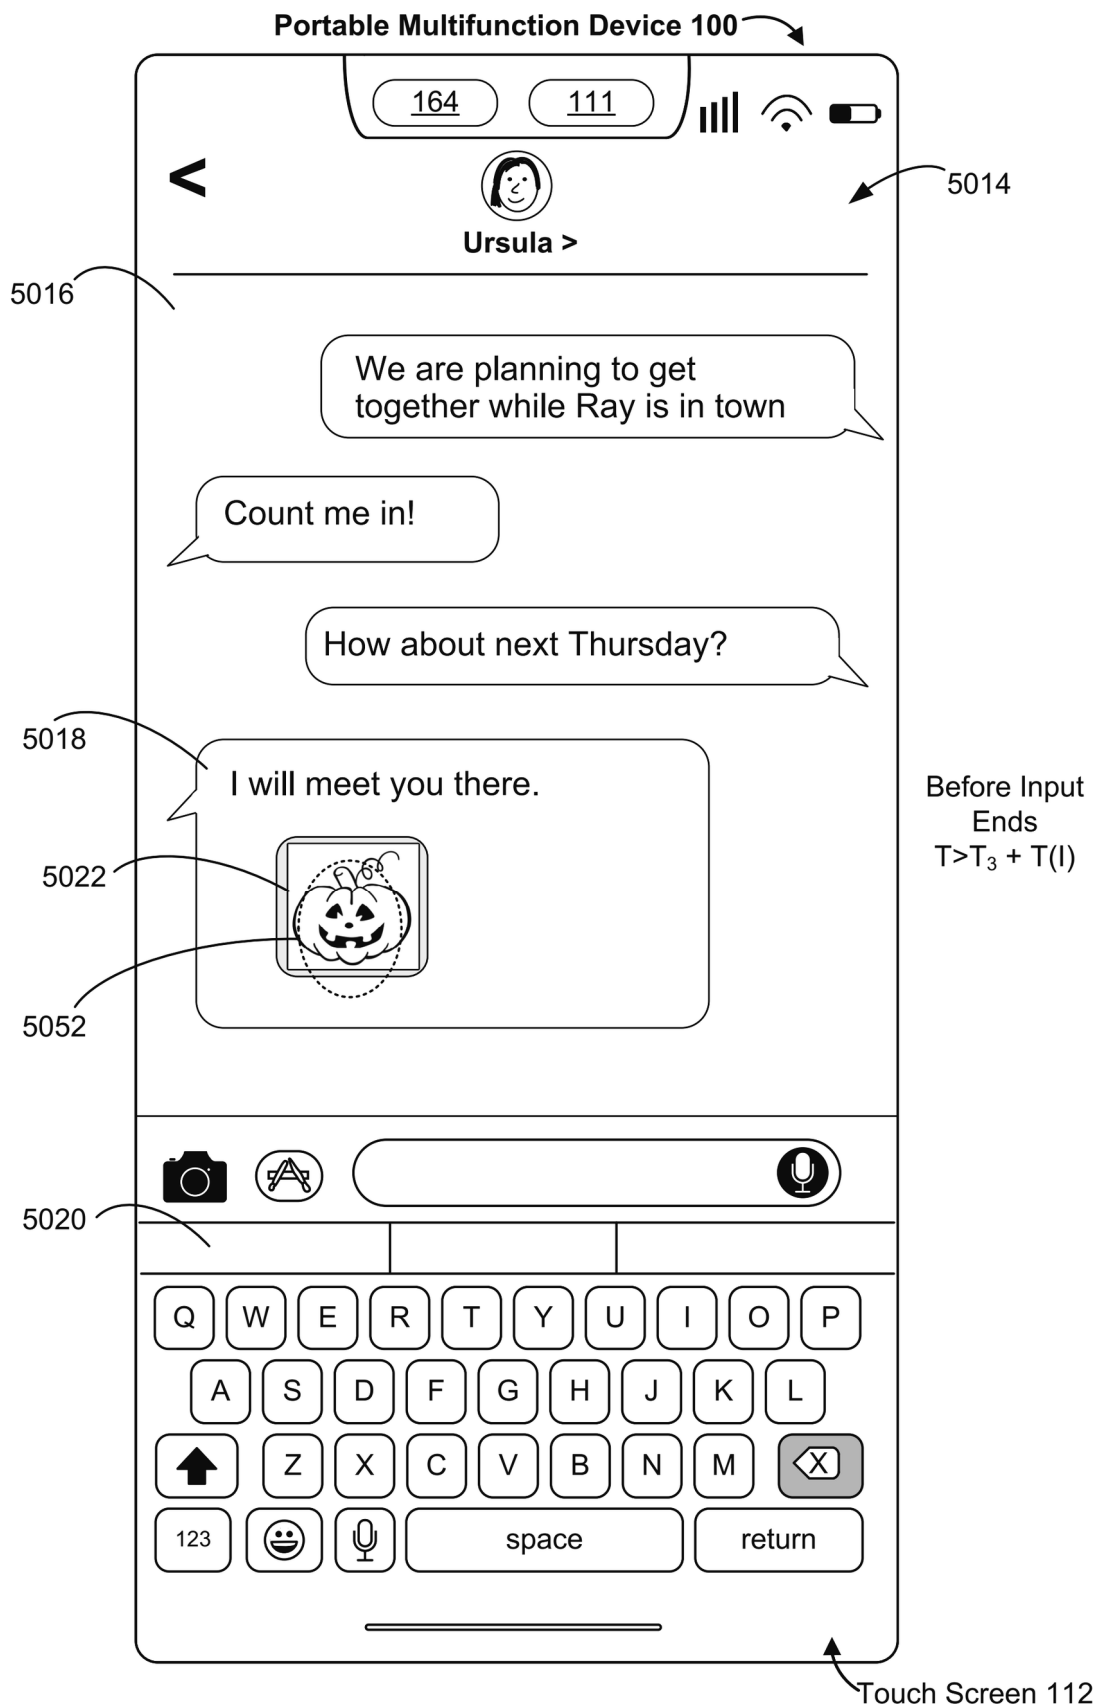 Portable Multifunction Device 100
164 111
5014
Ursula >
5016
We are planning to get
together while Ray is in town
Count me in!
How about next Thursday?
5018
I will meet you there.
Before Input
Ends
T>T₃ + T(I)
5022
5052
5020
Q W E R T Y U I O P
A S D F G H J K L
Z X C V B N M X
123 space return
Touch Screen 112